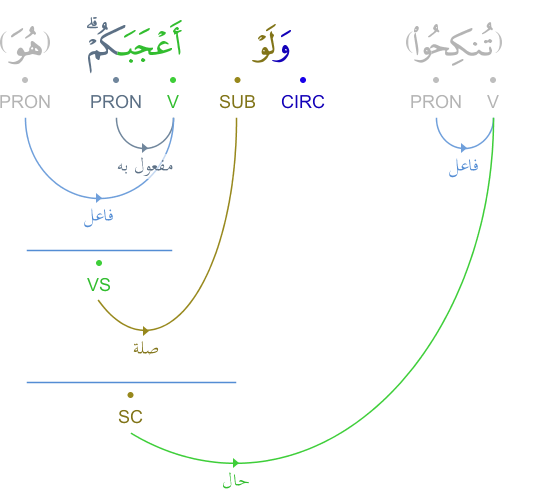 (تُنكِحُوا۟) وَلَوْ أَعْجَبَكُمْ ۗ (هُوَ)
V PRON CIRC SUB V PRON PRON
فاعل مفعول به
فاعل
VS
صلة
SC
حال